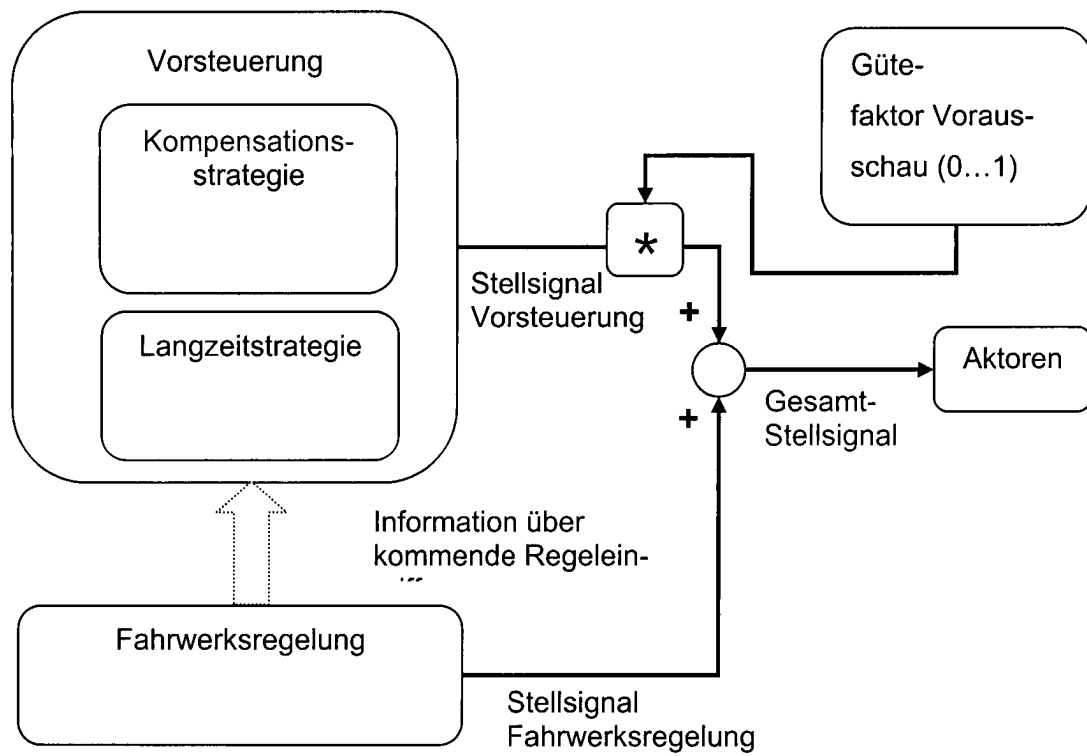 Vorsteuerung
Kompensations-
strategie
Langzeitstrategie
Güte-
faktor Voraus-
schau (0…1)
*
Stellsignal
Vorsteuerung
+
+
Gesamt-
Stellsignal
Aktoren
Information über
kommende Regelein-
Fahrwerksregelung
Stellsignal
Fahrwerksregelung